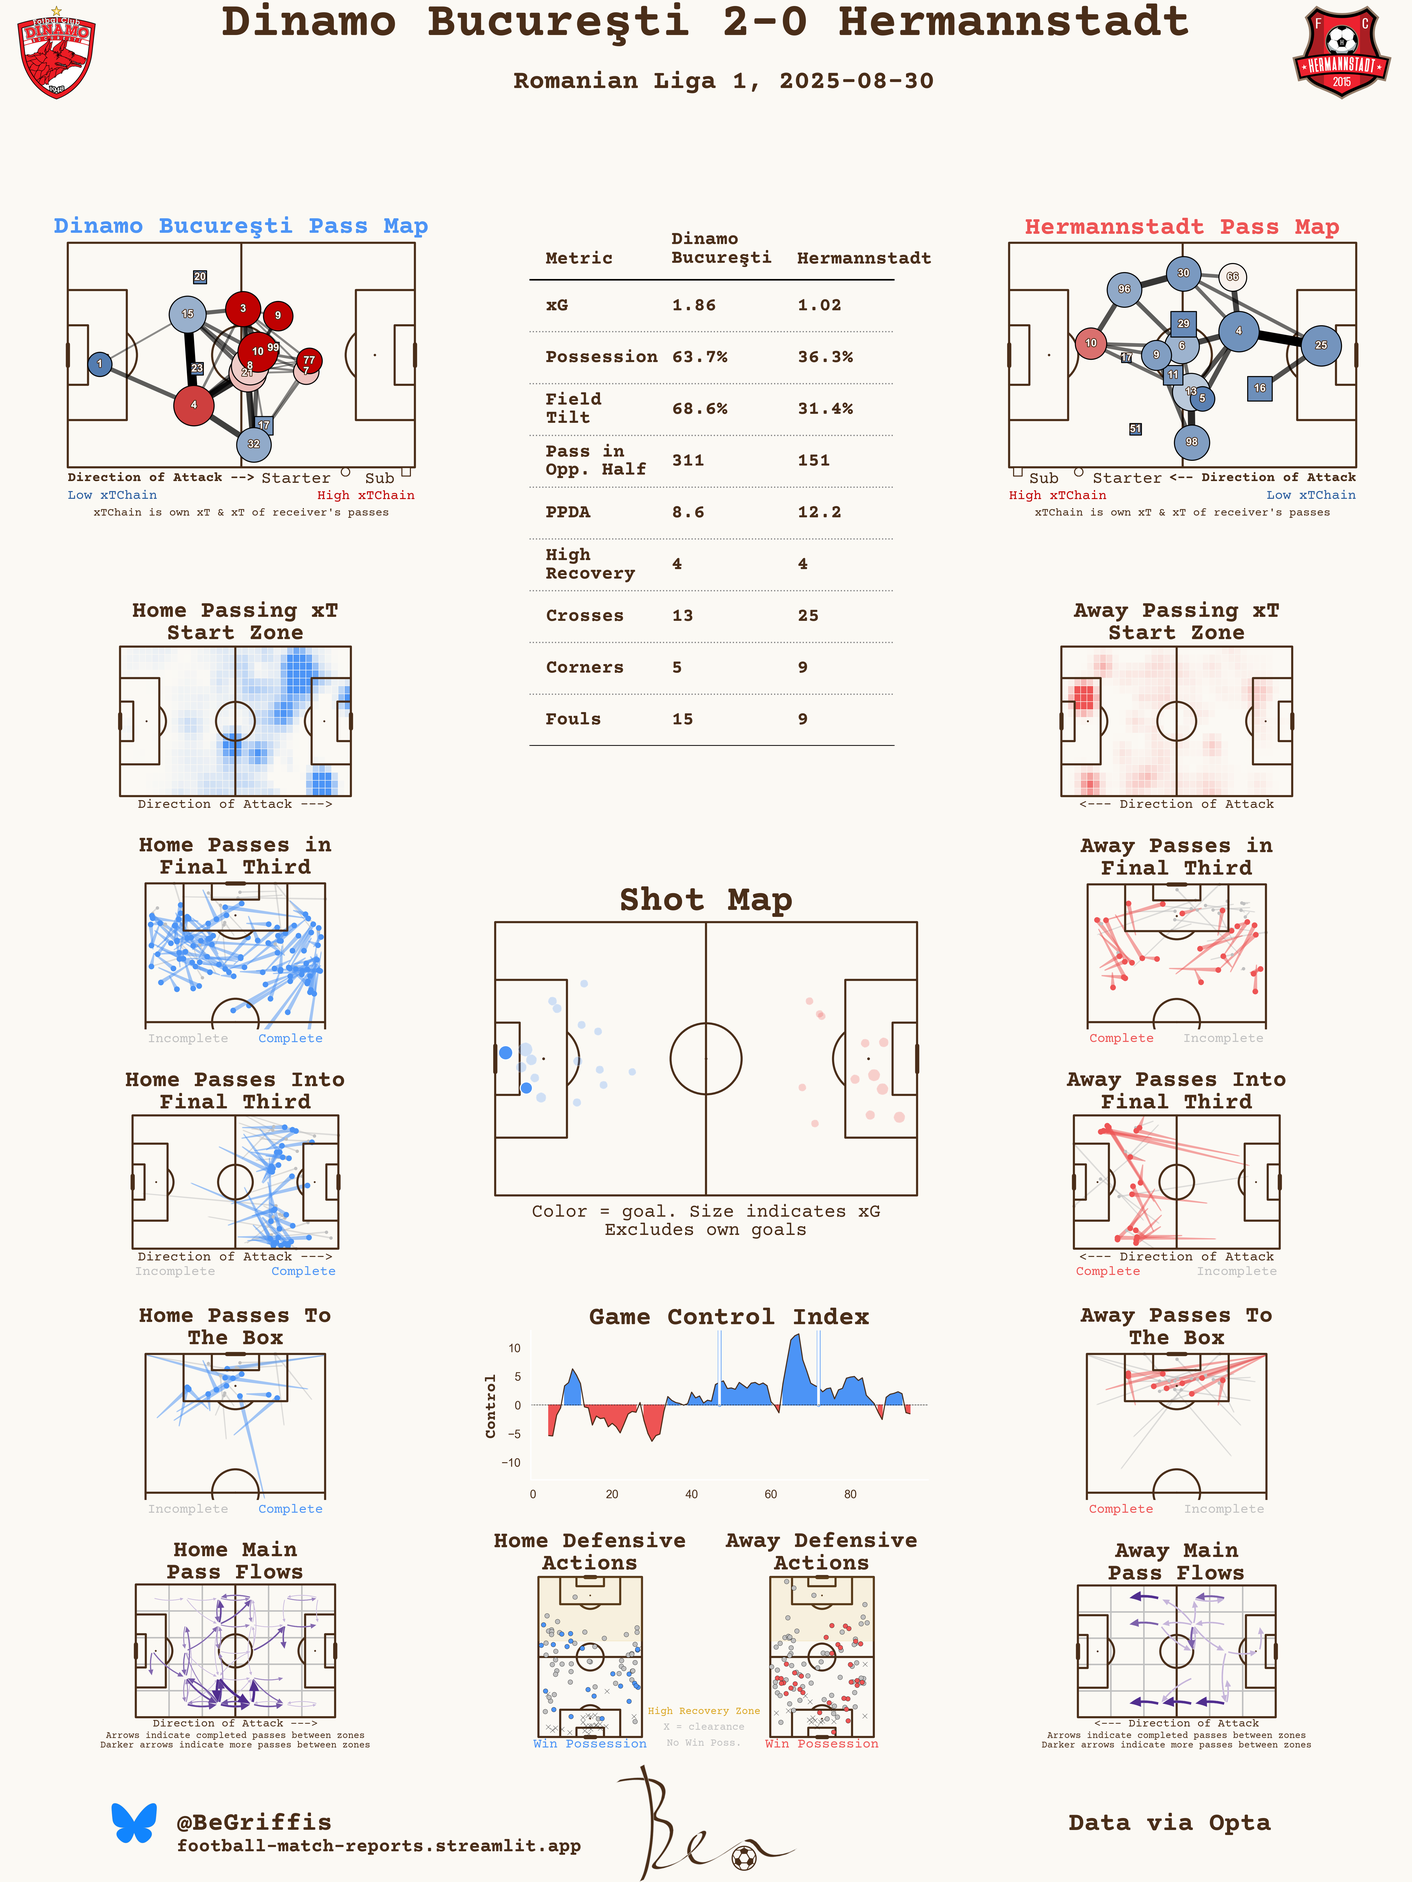 Dinamo Bucureşti 2-0 Hermannstadt
Romanian Liga 1, 2025-08-30
Fotbal Club
DINAMO
BUCUREȘTI
1948
F C
HERMANNSTADT
2015
Dinamo Bucureşti Pass Map
20
15
3
9
1
23
10
99
8
21
77
7
4
17
32
Direction of Attack --> Starter Sub
Low xTChain High xTChain
xTChain is own xT & xT of receiver's passes
Metric Dinamo Bucureşti Hermannstadt
xG 1.86 1.02
Possession 63.7% 36.3%
Field Tilt 68.6% 31.4%
Pass in Opp. Half 311 151
PPDA 8.6 12.2
High Recovery 4 4
Crosses 13 25
Corners 5 9
Fouls 15 9
Hermannstadt Pass Map
30
66
96
29
4
10
17
9
6
25
11
13
5
16
51
98
Sub Starter <-- Direction of Attack
High xTChain Low xTChain
xTChain is own xT & xT of receiver's passes
Home Passing xT
Start Zone
Direction of Attack --->
Away Passing xT
Start Zone
<--- Direction of Attack
Home Passes in
Final Third
Incomplete Complete
Away Passes in
Final Third
Complete Incomplete
Shot Map
Color = goal. Size indicates xG
Excludes own goals
Home Passes Into
Final Third
Direction of Attack --->
Incomplete Complete
Away Passes Into
Final Third
<--- Direction of Attack
Complete Incomplete
Home Passes To
The Box
Incomplete Complete
Game Control Index
Control
10
5
0
−5
−10
0 20 40 60 80
Away Passes To
The Box
Complete Incomplete
Home Main
Pass Flows
Direction of Attack --->
Arrows indicate completed passes between zones
Darker arrows indicate more passes between zones
Home Defensive
Actions
Win Possession
Away Defensive
Actions
Win Possession
High Recovery Zone
X = clearance
No Win Poss.
Away Main
Pass Flows
<--- Direction of Attack
Arrows indicate completed passes between zones
Darker arrows indicate more passes between zones
@BeGriffis
football-match-reports.streamlit.app
Ben
Data via Opta